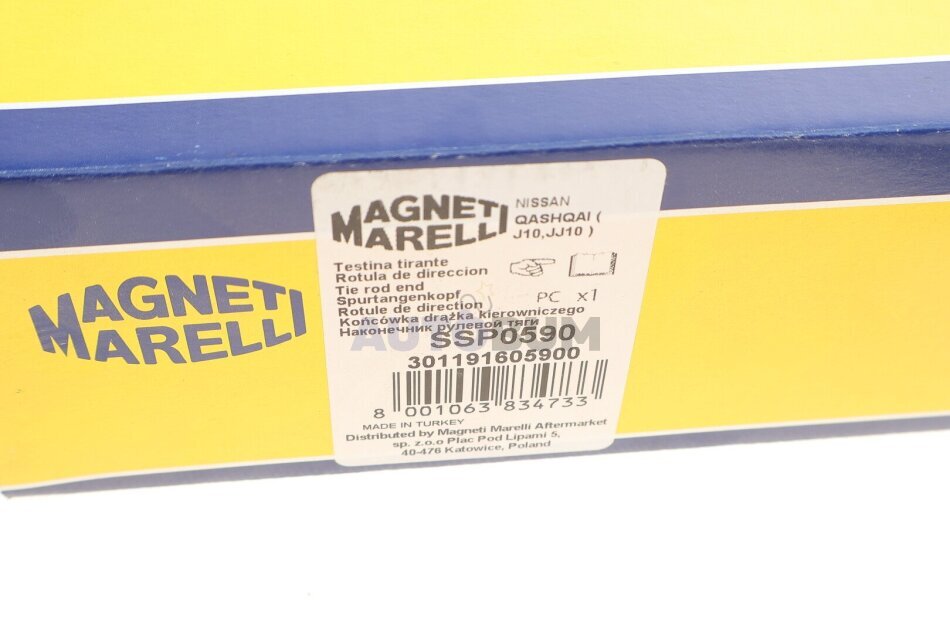 MAGNETI
MARELLI
MAGNETI
MARELLI
NISSAN
QASHQAI (
J10,JJ10 )
Testina tirante
Rotula de direccion
Tie rod end
Spurtangenkopf
Rotule de direction
Końcówka drążka kierowniczego
Наконечник рулевой тяги
PC x1
AUTODUM
SSP0590
301191605900
8 001063 834733
MADE IN TURKEY
Distributed by Magneti Marelli Aftermarket
sp. z.o.o Plac Pod Lipami 5,
40-476 Katowice, Poland